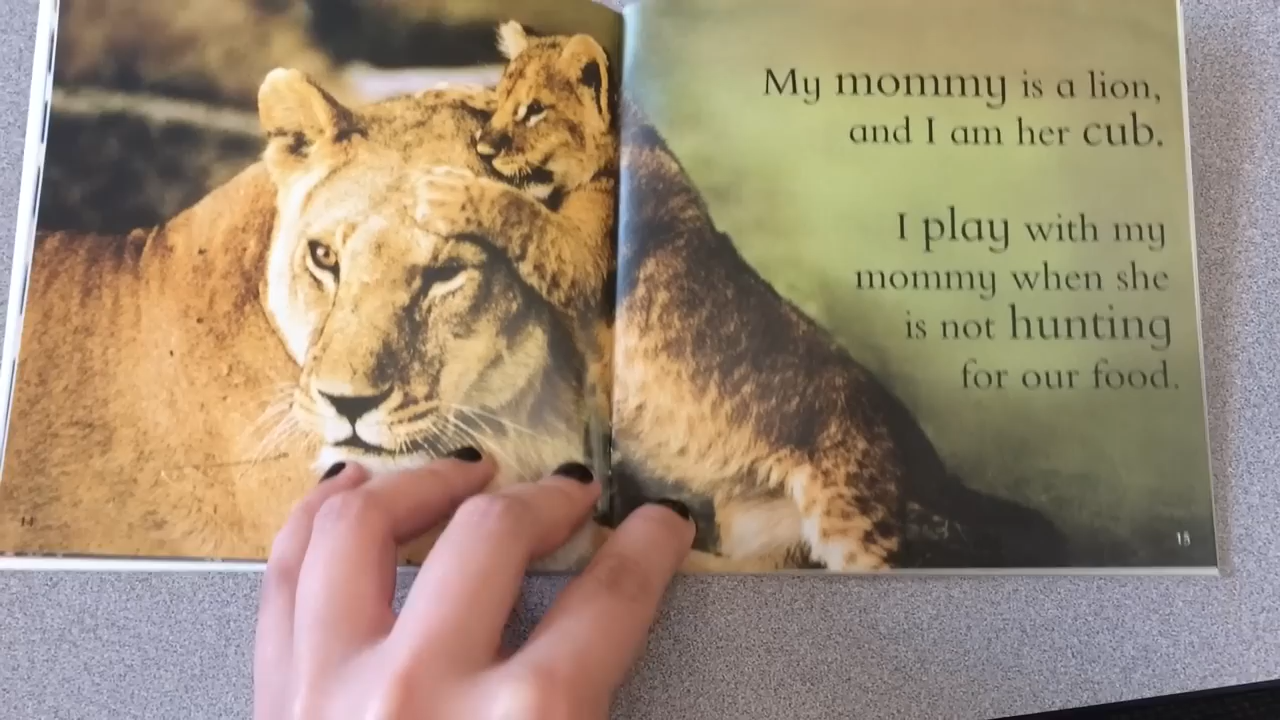 My mommy is a lion,
and I am her cub.
I play with my
mommy when she
is not hunting
for our food.
14
15